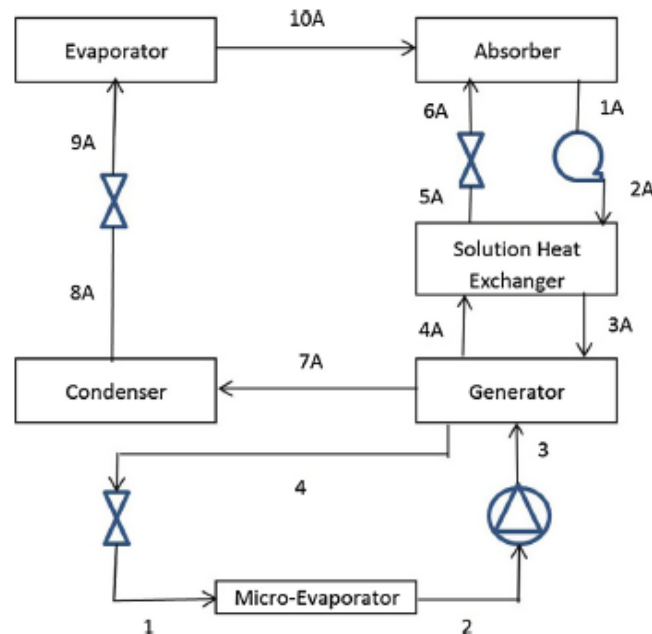 10A
Evaporator
Absorber
6A
1A
9A
5A
2A
Solution Heat
Exchanger
8A
4A
3A
7A
Condenser
Generator
3
4
Micro-Evaporator
1
2